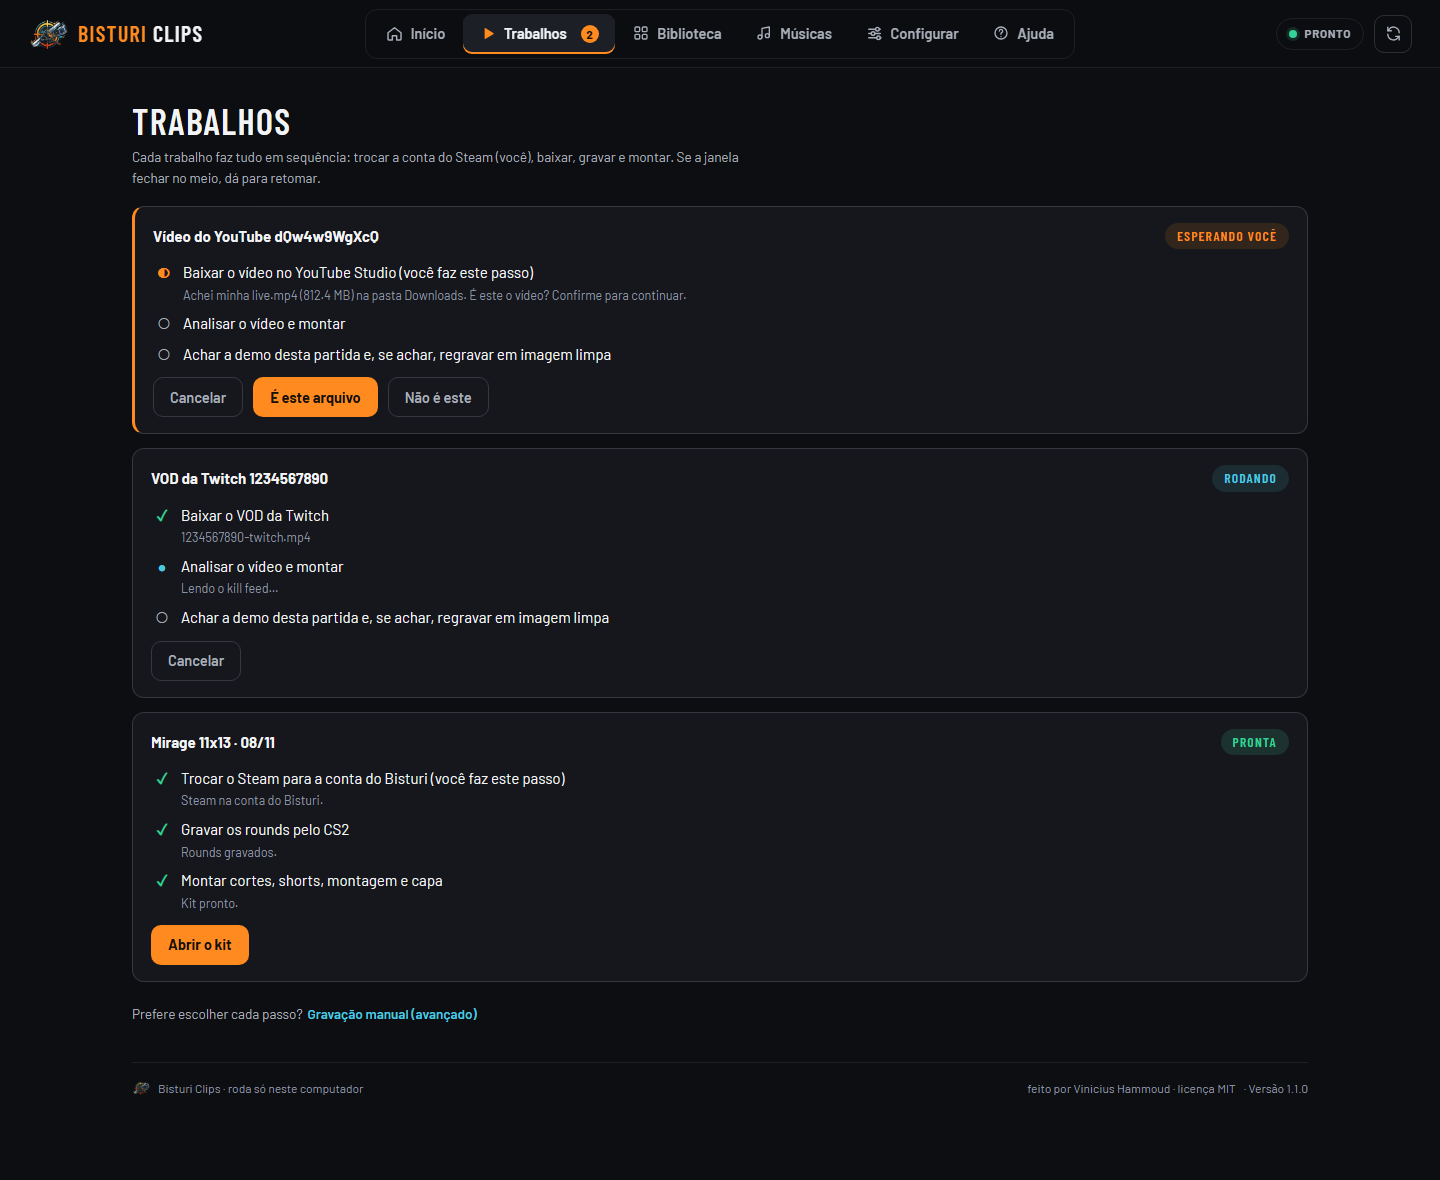 BISTURI CLIPS
Início
Trabalhos 2
Biblioteca
Músicas
Configurar
Ajuda
PRONTO
TRABALHOS
Cada trabalho faz tudo em sequência: trocar a conta do Steam (você), baixar, gravar e montar. Se a janela
fechar no meio, dá para retomar.
Vídeo do YouTube dQw4w9WgXcQ
ESPERANDO VOCÊ
Baixar o vídeo no YouTube Studio (você faz este passo)
Achei minha live.mp4 (812.4 MB) na pasta Downloads. É este o vídeo? Confirme para continuar.
Analisar o vídeo e montar
Achar a demo desta partida e, se achar, regravar em imagem limpa
Cancelar
É este arquivo
Não é este
VOD da Twitch 1234567890
RODANDO
Baixar o VOD da Twitch
1234567890-twitch.mp4
Analisar o vídeo e montar
Lendo o kill feed...
Achar a demo desta partida e, se achar, regravar em imagem limpa
Cancelar
Mirage 11x13 · 08/11
PRONTA
Trocar o Steam para a conta do Bisturi (você faz este passo)
Steam na conta do Bisturi.
Gravar os rounds pelo CS2
Rounds gravados.
Montar cortes, shorts, montagem e capa
Kit pronto.
Abrir o kit
Prefere escolher cada passo? Gravação manual (avançado)
Bisturi Clips · roda só neste computador
feito por Vinicius Hammoud · licença MIT · Versão 1.1.0